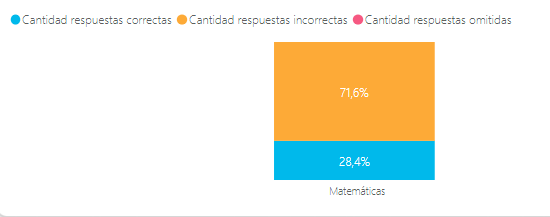 Cantidad respuestas correctas Cantidad respuestas incorrectas Cantidad respuestas omitidas
71,6%
28,4%
Matemáticas